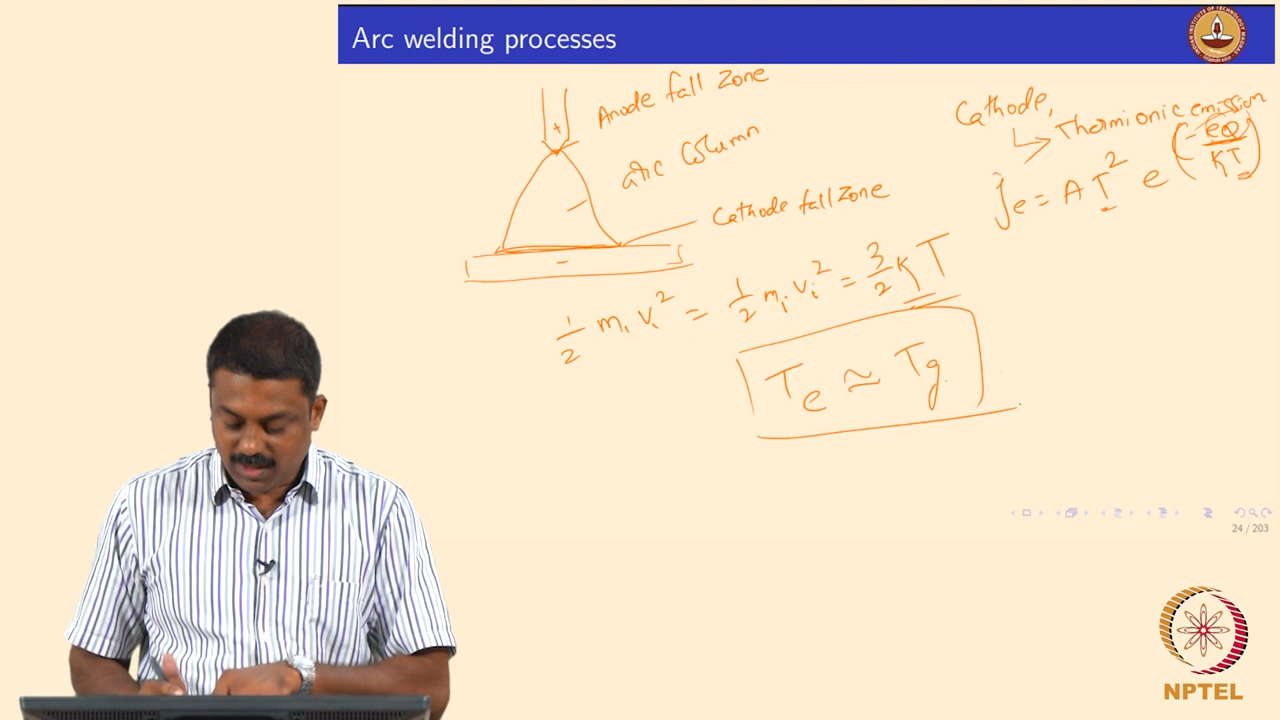 Arc welding processes
Anode fall zone
arc column
Cathode fall zone
+
-
Cathode,
Thermionic emission
je = A T² e^(-eφ/KT)
½ m₁ v₁² = ½ mᵢ vᵢ² = 3/2 K T
Te ≃ Tg
24 / 203
NPTEL